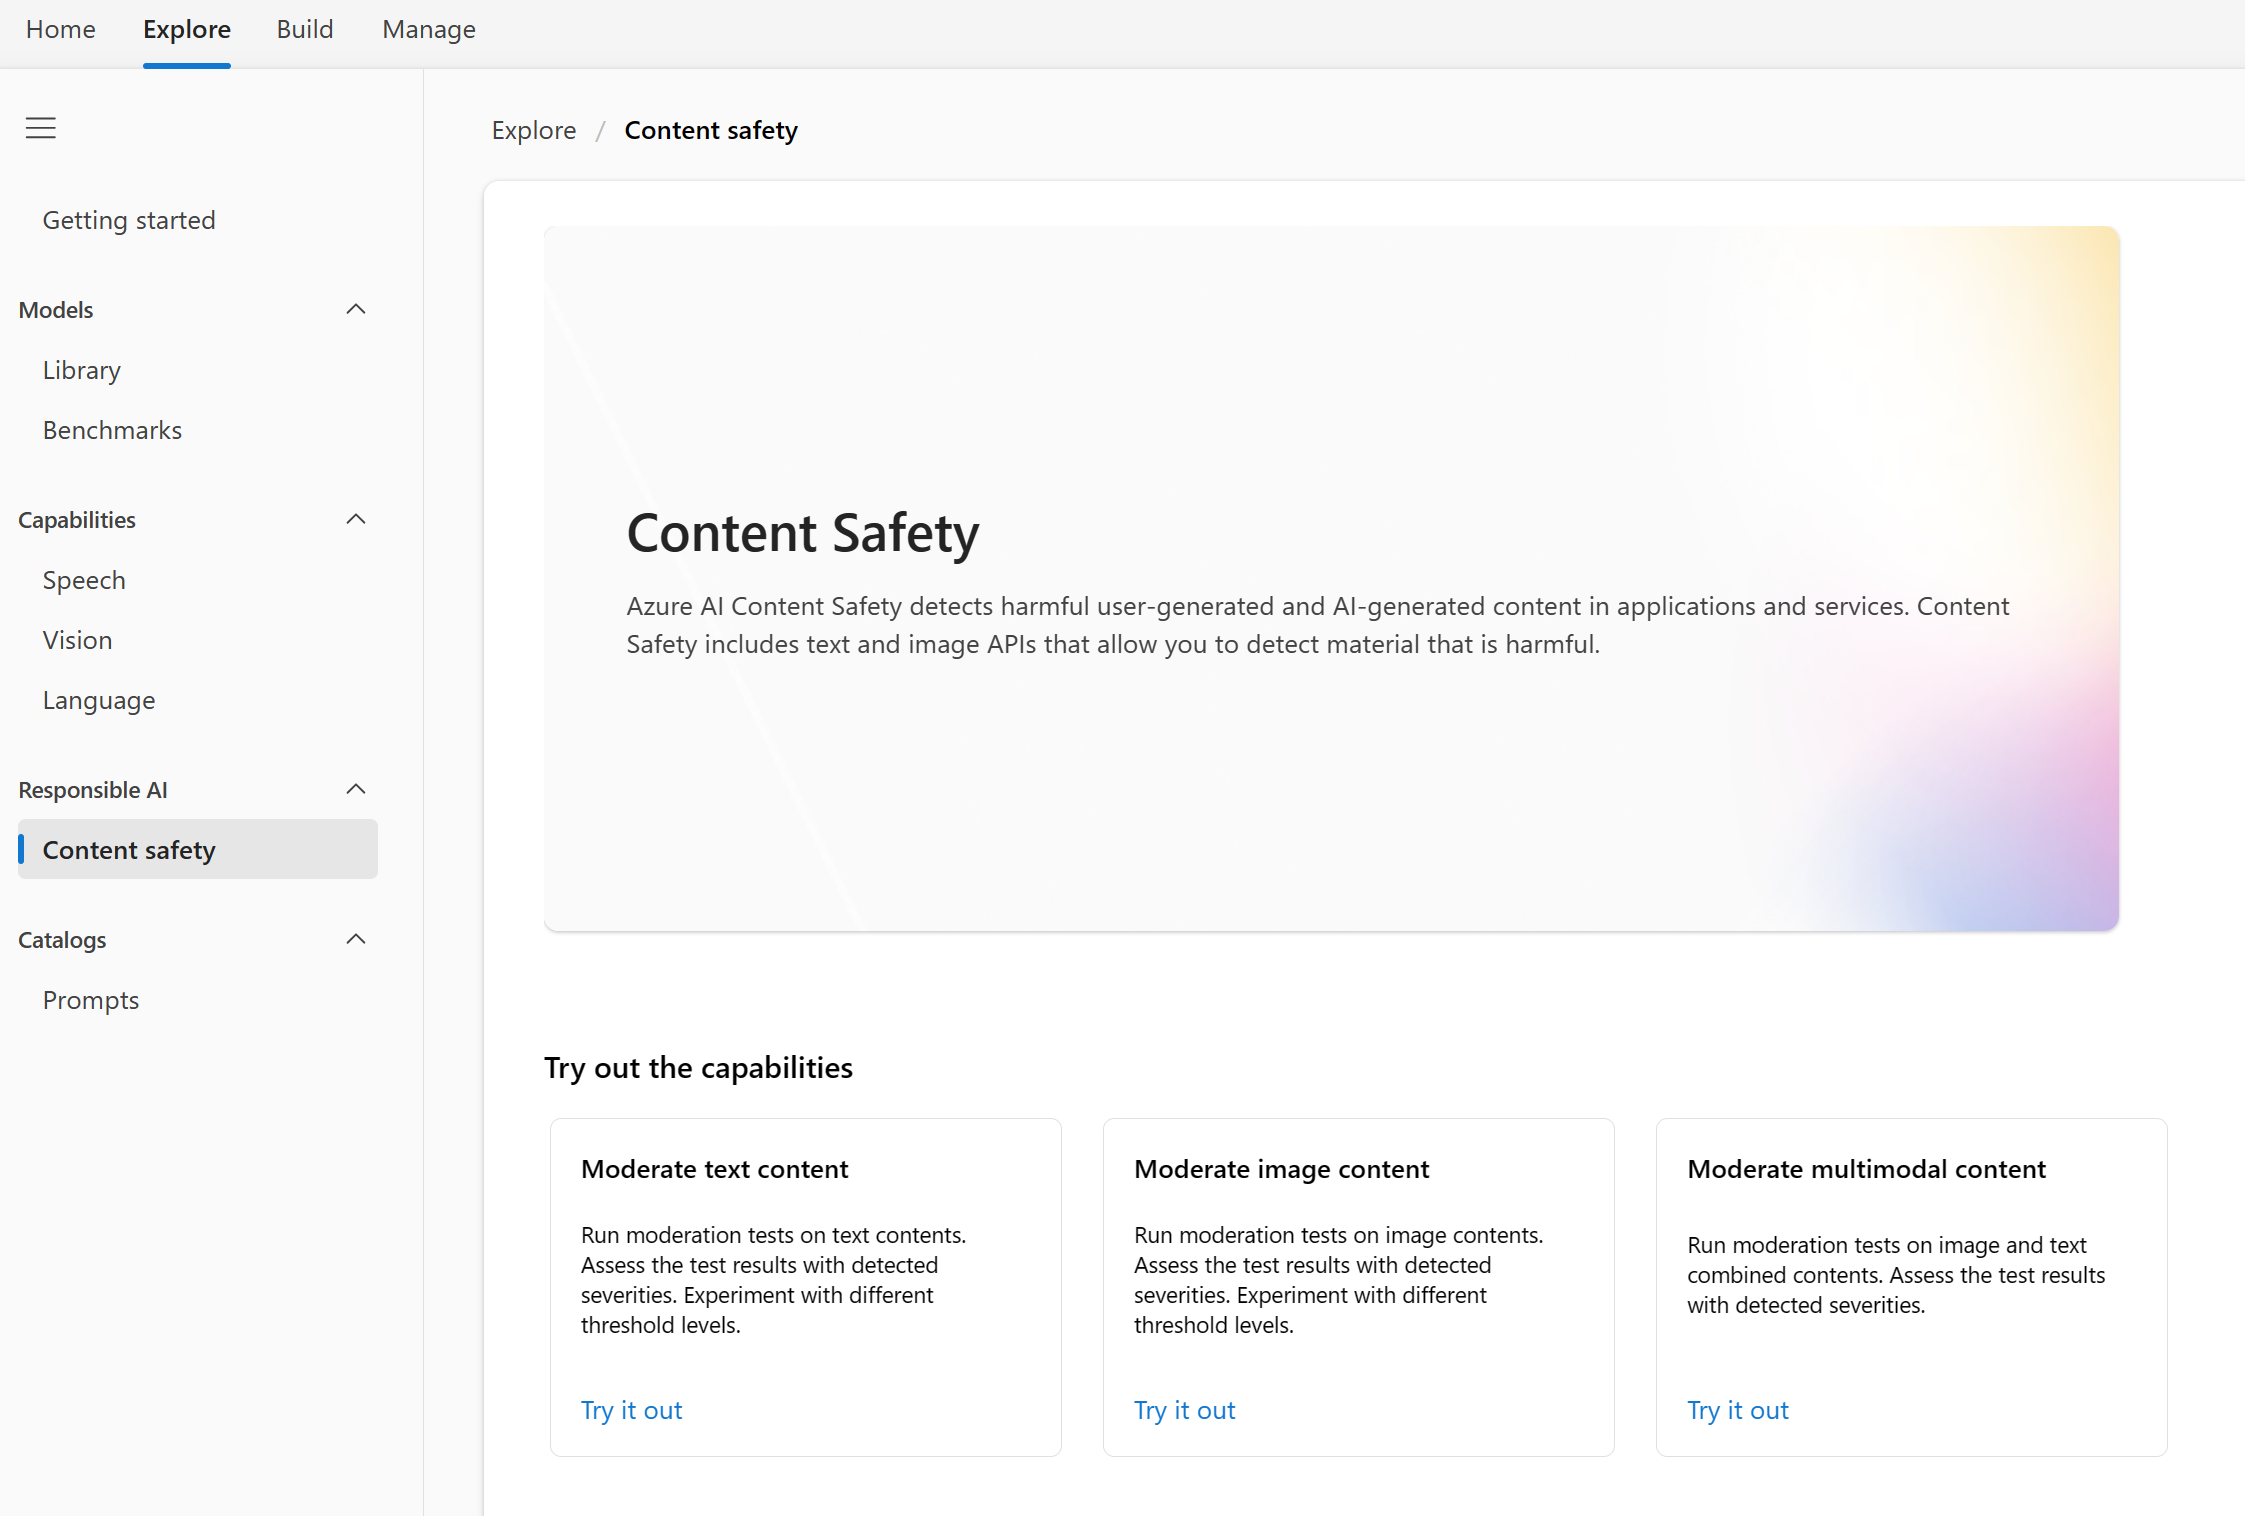 Home Explore Build Manage
Getting started
Models
Library
Benchmarks
Capabilities
Speech
Vision
Language
Responsible AI
Content safety
Catalogs
Prompts
Explore / Content safety
Content Safety
Azure AI Content Safety detects harmful user-generated and AI-generated content in applications and services. Content
Safety includes text and image APIs that allow you to detect material that is harmful.
Try out the capabilities
Moderate text content
Run moderation tests on text contents.
Assess the test results with detected
severities. Experiment with different
threshold levels.
Try it out
Moderate image content
Run moderation tests on image contents.
Assess the test results with detected
severities. Experiment with different
threshold levels.
Try it out
Moderate multimodal content
Run moderation tests on image and text
combined contents. Assess the test results
with detected severities.
Try it out